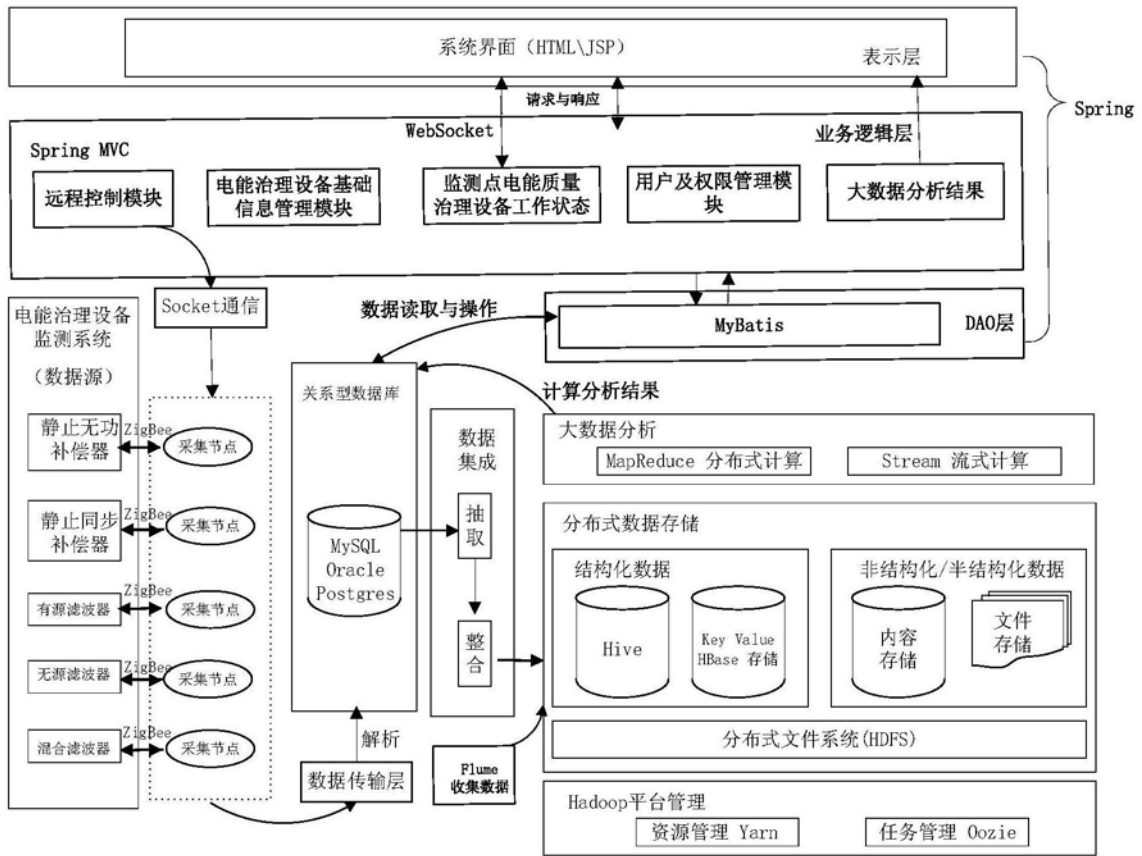 系统界面（HTML\JSP）
表示层
请求与响应
Spring
WebSocket
业务逻辑层
Spring MVC
远程控制模块
电能治理设备基础
信息管理模块
监测点电能质量
治理设备工作状态
用户及权限管理模
块
大数据分析结果
Socket通信
数据读取与操作
MyBatis
DAO层
电能治理设备
监测系统
（数据源）
静止无功
补偿器
ZigBee
采集节点
静止同步
补偿器
ZigBee
采集节点
有源滤波器
ZigBee
采集节点
无源滤波器
ZigBee
采集节点
混合滤波器
ZigBee
采集节点
关系型数据库
MySQL
Oracle
Postgres
解析
数据传输层
数据
集成
抽
取
整
合
Flume
收集数据
计算分析结果
大数据分析
MapReduce 分布式计算
Stream 流式计算
分布式数据存储
结构化数据
Hive
Key Value
HBase 存储
非结构化/半结构化数据
内容
存储
文件
存储
分布式文件系统(HDFS)
Hadoop平台管理
资源管理 Yarn
任务管理 Oozie